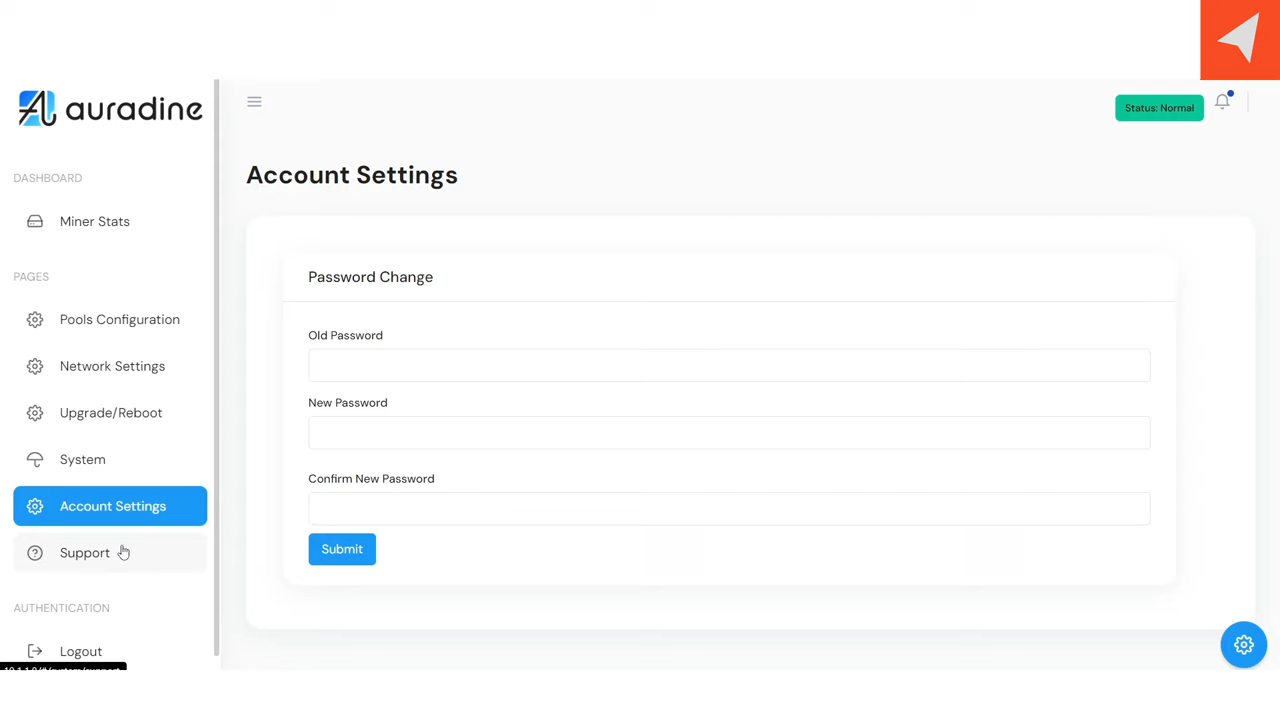 auradine
Status: Normal
DASHBOARD
Miner Stats
PAGES
Pools Configuration
Network Settings
Upgrade/Reboot
System
Account Settings
Support
AUTHENTICATION
Logout
Account Settings
Password Change
Old Password
New Password
Confirm New Password
Submit